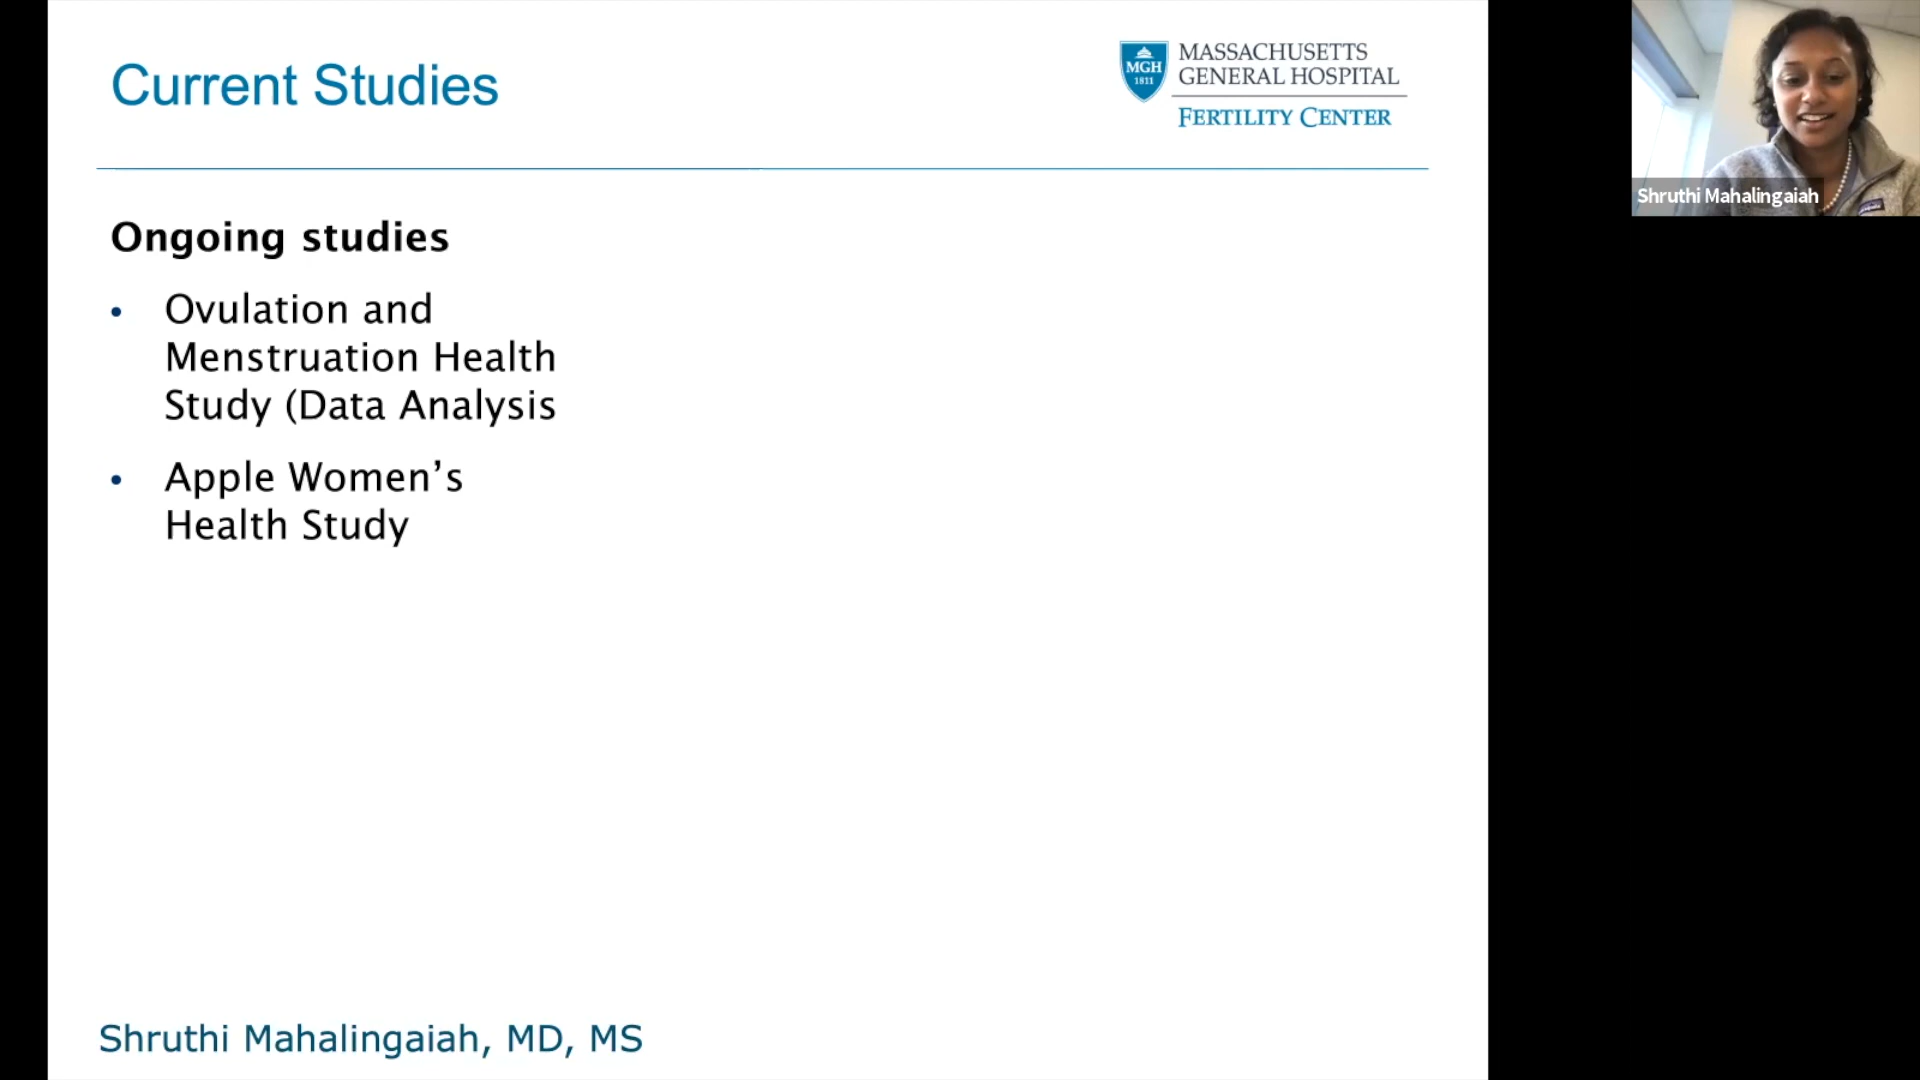 Current Studies
MGH
1811
MASSACHUSETTS
GENERAL HOSPITAL
FERTILITY CENTER
Shruthi Mahalingaiah
Ongoing studies
• Ovulation and
Menstruation Health
Study (Data Analysis
• Apple Women’s
Health Study
Shruthi Mahalingaiah, MD, MS